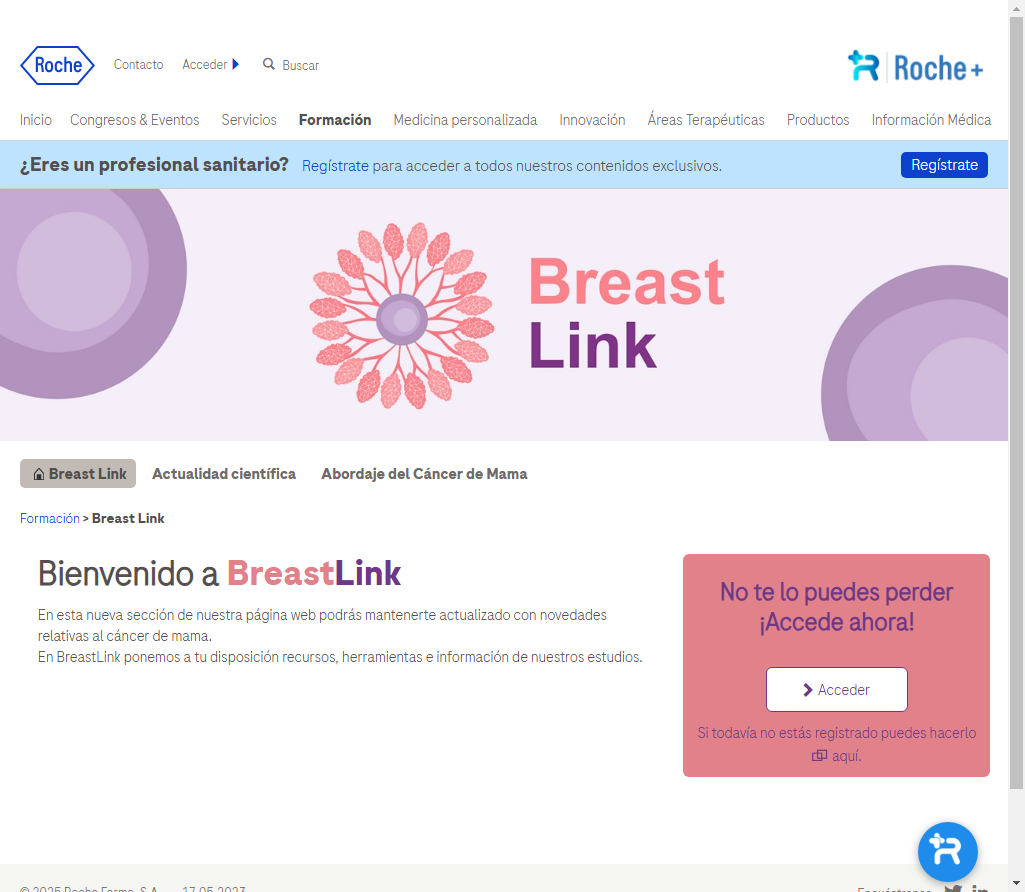 Roche
Contacto
Acceder
Buscar
Roche+
Inicio
Congresos & Eventos
Servicios
Formación
Medicina personalizada
Innovación
Áreas Terapéuticas
Productos
Información Médica
¿Eres un profesional sanitario? Regístrate para acceder a todos nuestros contenidos exclusivos.
Regístrate
Breast
Link
Breast Link
Actualidad científica
Abordaje del Cáncer de Mama
Formación > Breast Link
Bienvenido a BreastLink
En esta nueva sección de nuestra página web podrás mantenerte actualizado con novedades
relativas al cáncer de mama.
En BreastLink ponemos a tu disposición recursos, herramientas e información de nuestros estudios.
No te lo puedes perder
¡Accede ahora!
Acceder
Si todavía no estás registrado puedes hacerlo
aquí.
© 2025 Roche Farma, S.A.
17.05.2023
Encuéntranos